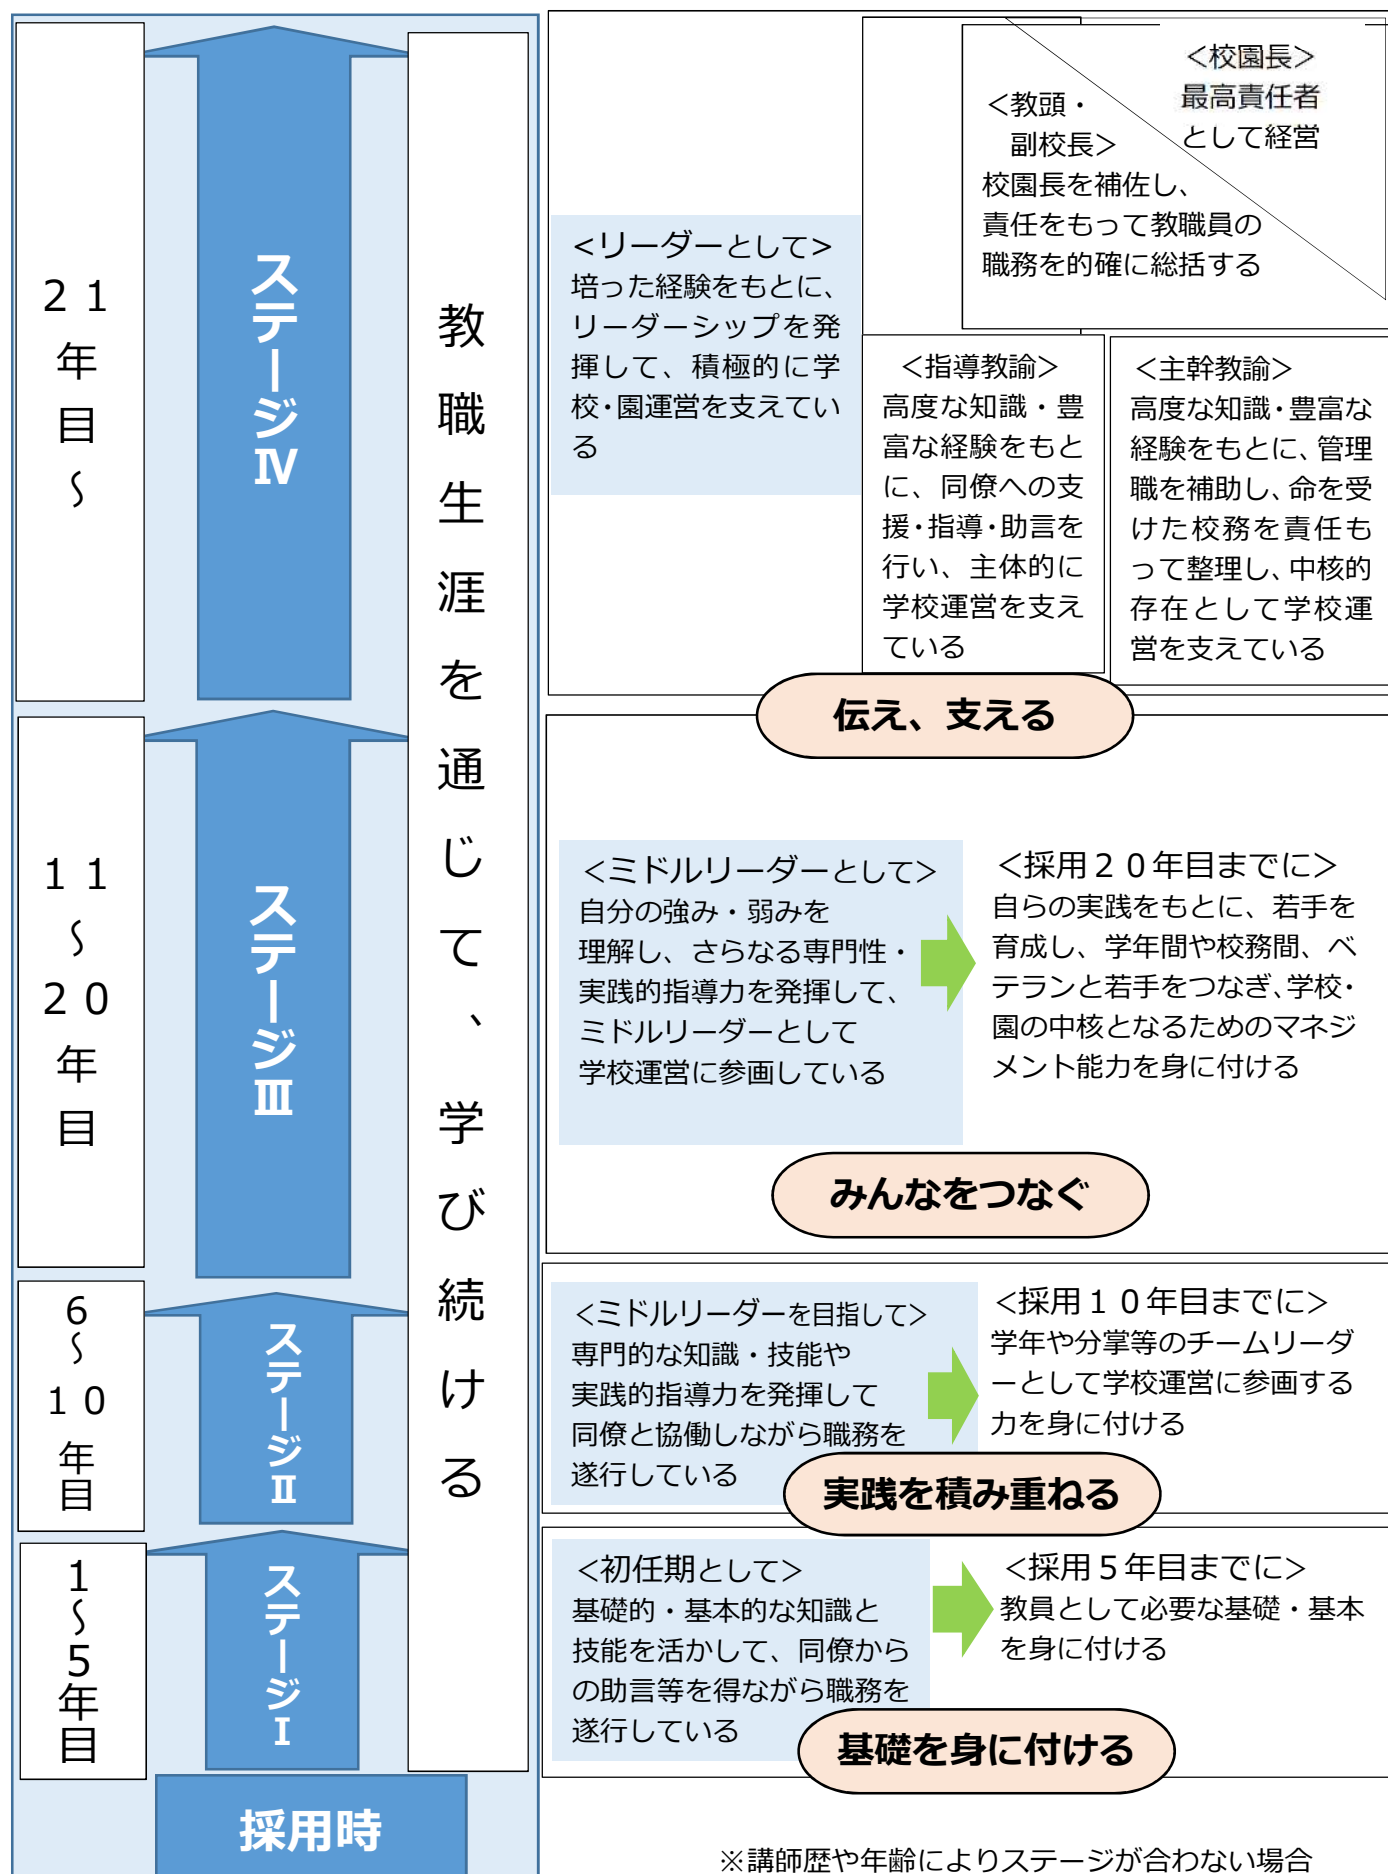 21
年
目
～
ステージⅣ
教職生涯を通じて、学び続ける
＜校園長＞
最高責任者
として経営
＜教頭・
副校長＞
校園長を補佐し、
責任をもって教職員の
職務を的確に総括する
<リーダーとして>
培った経験をもとに、
リーダーシップを発
揮して、積極的に学
校・園運営を支えてい
る
＜指導教諭＞
高度な知識・豊
富な経験をもと
に、同僚への支
援・指導・助言を
行い、主体的に
学校運営を支え
ている
＜主幹教諭＞
高度な知識・豊富な
経験をもとに、管理
職を補助し、命を受
けた校務を責任も
って整理し、中核的
存在として学校運
営を支えている
伝え、支える
11
～
20
年
目
ステージⅢ
＜ミドルリーダーとして＞
自分の強み・弱みを
理解し、さらなる専門性・
実践的指導力を発揮して、
ミドルリーダーとして
学校運営に参画している
＜採用２０年目までに＞
自らの実践をもとに、若手を
育成し、学年間や校務間、ベ
テランと若手をつなぎ、学校・
園の中核となるためのマネジ
メント能力を身に付ける
みんなをつなぐ
6
～
10
年
目
ステージⅡ
＜ミドルリーダーを目指して＞
専門的な知識・技能や
実践的指導力を発揮して
同僚と協働しながら職務を
遂行している
＜採用１０年目までに＞
学年や分掌等のチームリーダ
ーとして学校運営に参画する
力を身に付ける
実践を積み重ねる
1
～
5
年
目
ステージⅠ
＜初任期として＞
基礎的・基本的な知識と
技能を活かして、同僚から
の助言等を得ながら職務を
遂行している
＜採用５年目までに＞
教員として必要な基礎・基本
を身に付ける
基礎を身に付ける
採用時
※講師歴や年齢によりステージが合わない場合